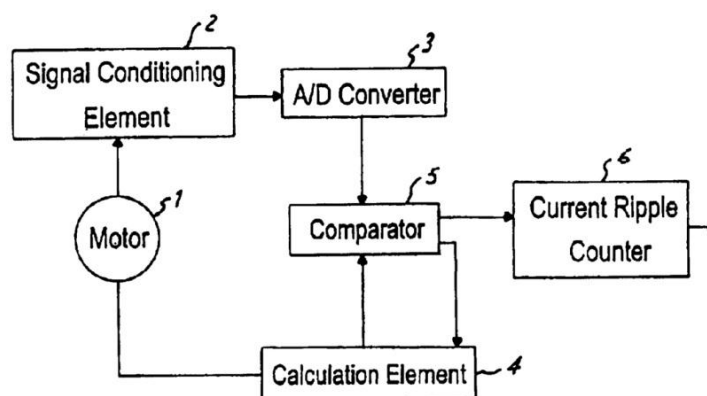 2
Signal Conditioning
Element
3
A/D Converter
1
Motor
5
Comparator
6
Current Ripple
Counter
Calculation Element
4